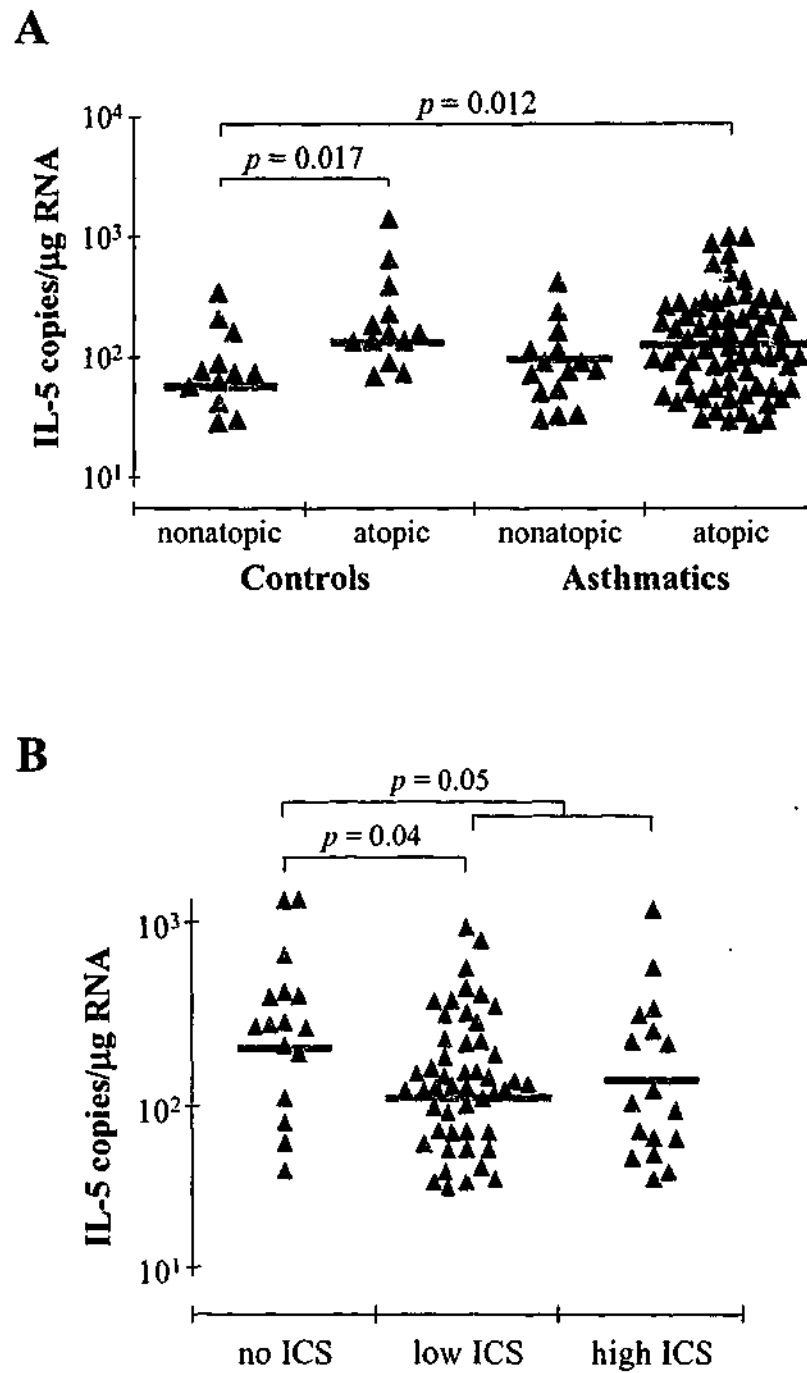 A
p = 0.012
p = 0.017
10⁴
10³
10²
10¹
IL-5 copies/µg RNA
nonatopic atopic nonatopic atopic
Controls Asthmatics
B
p = 0.05
p = 0.04
10³
10²
10¹
IL-5 copies/µg RNA
no ICS low ICS high ICS